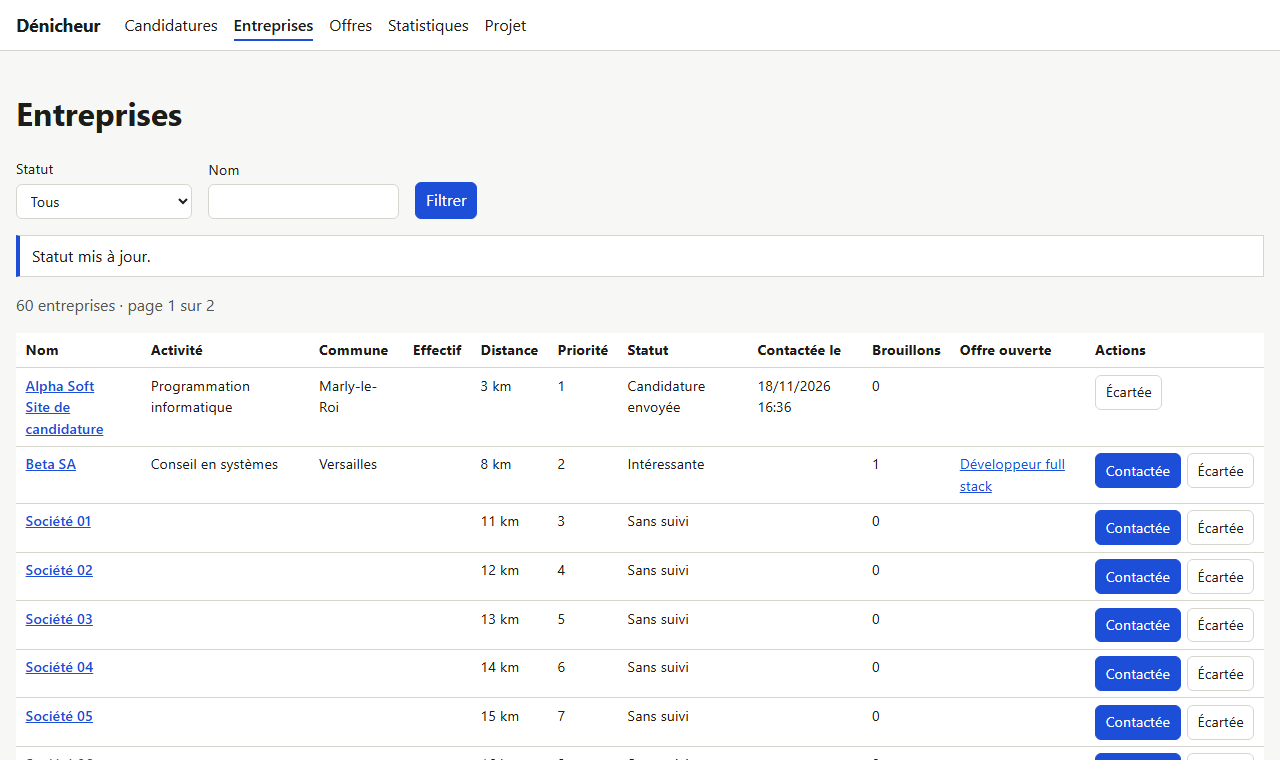 Dénicheur Candidatures Entreprises Offres Statistiques Projet
Entreprises
Statut Nom
Tous Filtrer
Statut mis à jour.
60 entreprises · page 1 sur 2
Nom Activité Commune Effectif Distance Priorité Statut Contactée le Brouillons Offre ouverte Actions
Alpha Soft Programmation Marly-le- 3 km 1 Candidature 18/11/2026 0 Écartée
Site de informatique Roi envoyée 16:36
candidature
Beta SA Conseil en systèmes Versailles 8 km 2 Intéressante 1 Développeur full Contactée Écartée
stack
Société 01 11 km 3 Sans suivi 0 Contactée Écartée
Société 02 12 km 4 Sans suivi 0 Contactée Écartée
Société 03 13 km 5 Sans suivi 0 Contactée Écartée
Société 04 14 km 6 Sans suivi 0 Contactée Écartée
Société 05 15 km 7 Sans suivi 0 Contactée Écartée